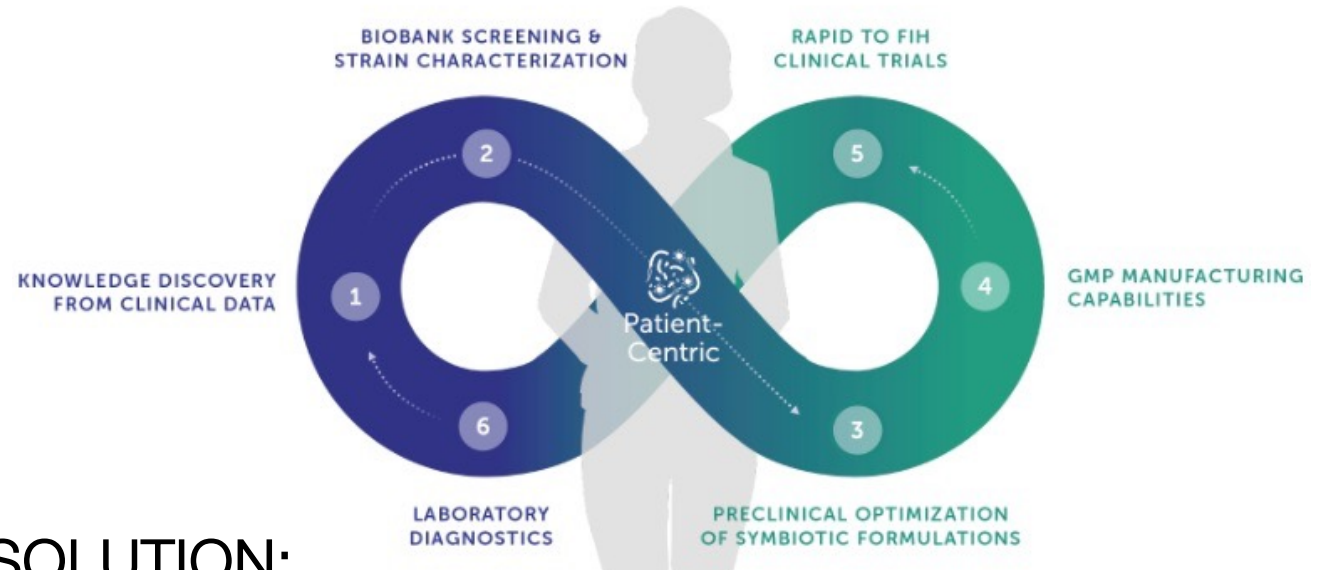 BIOBANK SCREENING &
STRAIN CHARACTERIZATION
RAPID TO FIH
CLINICAL TRIALS
2
5
KNOWLEDGE DISCOVERY
FROM CLINICAL DATA
1
Patient-
Centric
4
GMP MANUFACTURING
CAPABILITIES
6
3
LABORATORY
DIAGNOSTICS
PRECLINICAL OPTIMIZATION
OF SYMBIOTIC FORMULATIONS
SOLUTION: